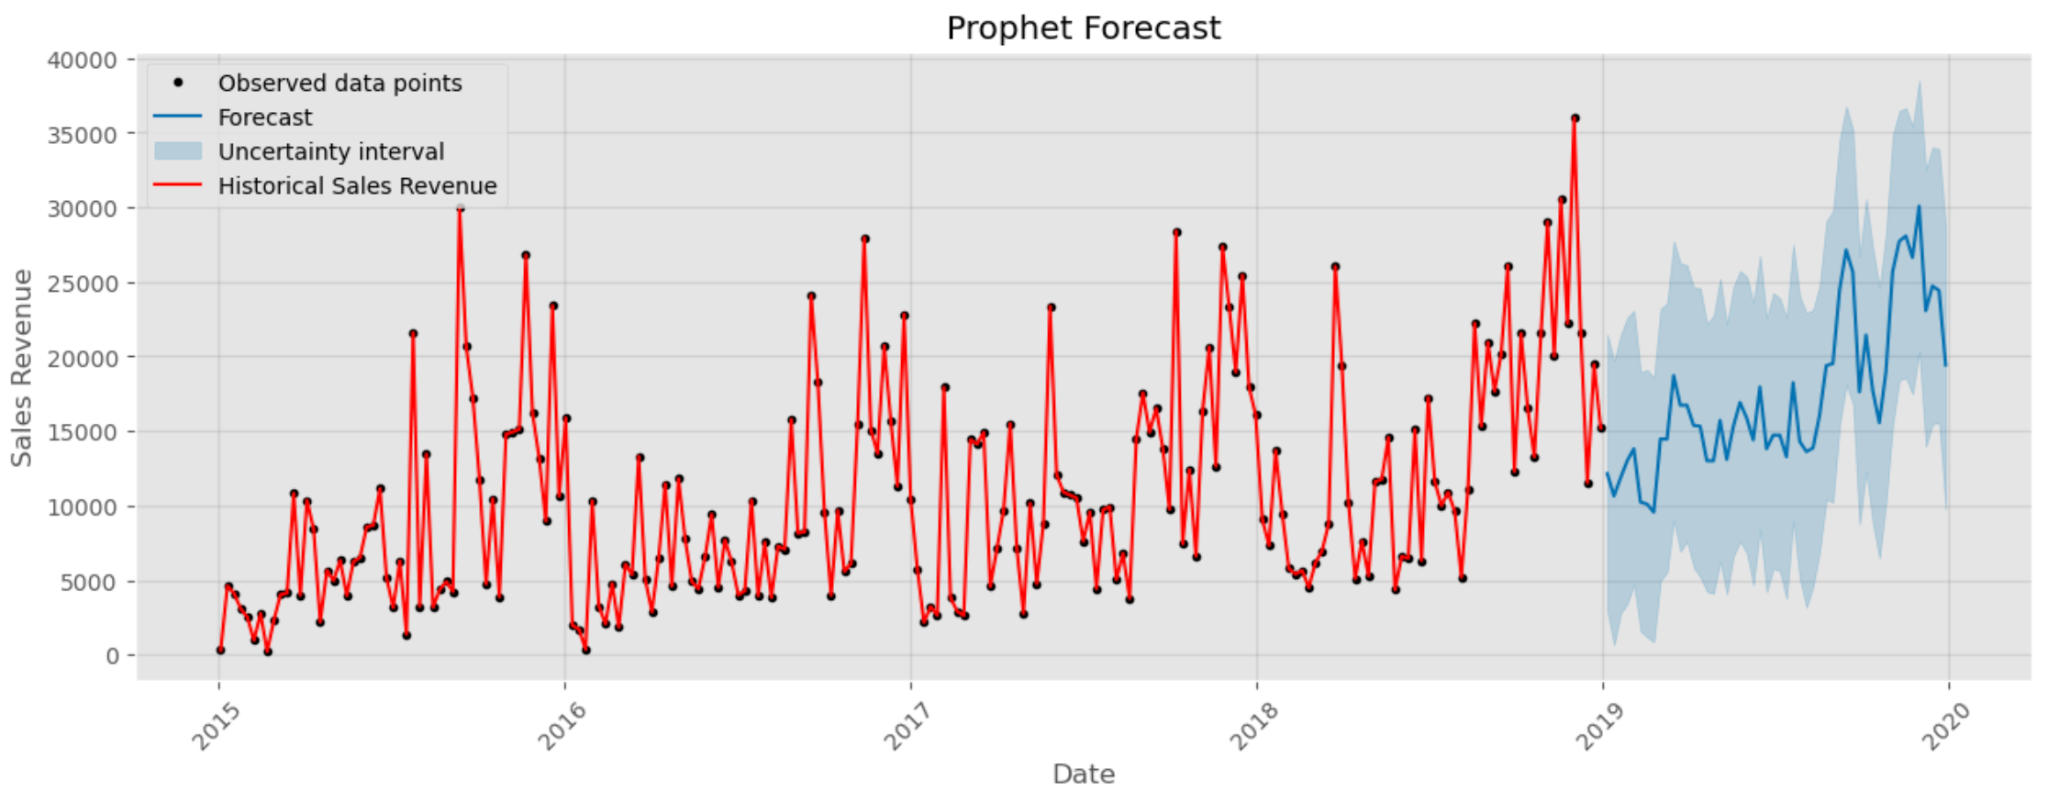 Prophet Forecast
40000
35000
30000
25000
20000
15000
10000
5000
0
Sales Revenue
Observed data points
Forecast
Uncertainty interval
Historical Sales Revenue
2015
2016
2017
2018
2019
2020
Date